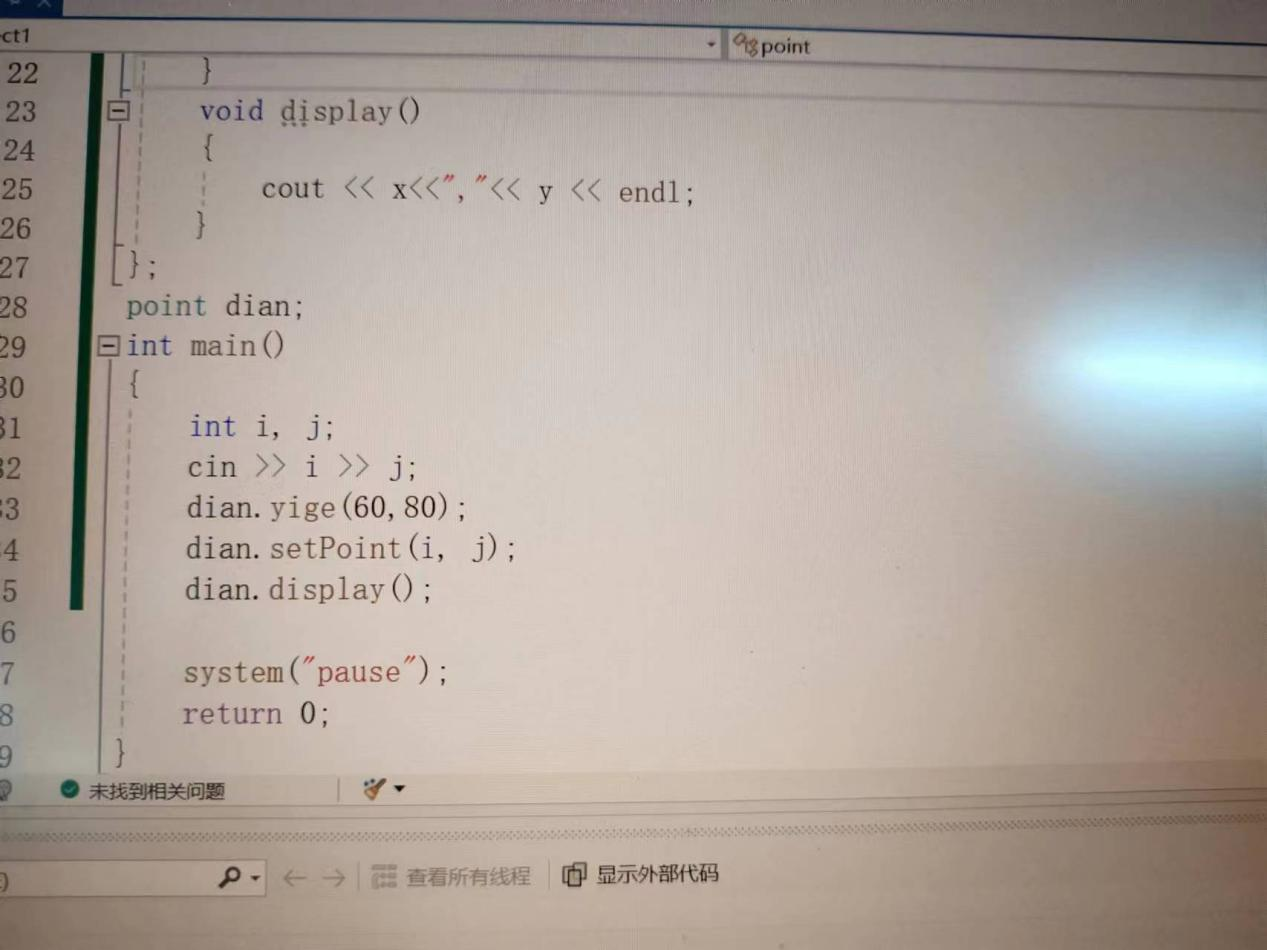 ct1
point
22 }
23 void display()
24 {
25 cout << x<<","<< y << endl;
26 }
27 };
28 point dian;
29 int main()
30 {
31 int i, j;
32 cin >> i >> j;
33 dian.yige(60,80);
4 dian.setPoint(i, j);
5 dian.display();
6
7 system("pause");
8 return 0;
9 }
未找到相关问题
查看所有线程 显示外部代码